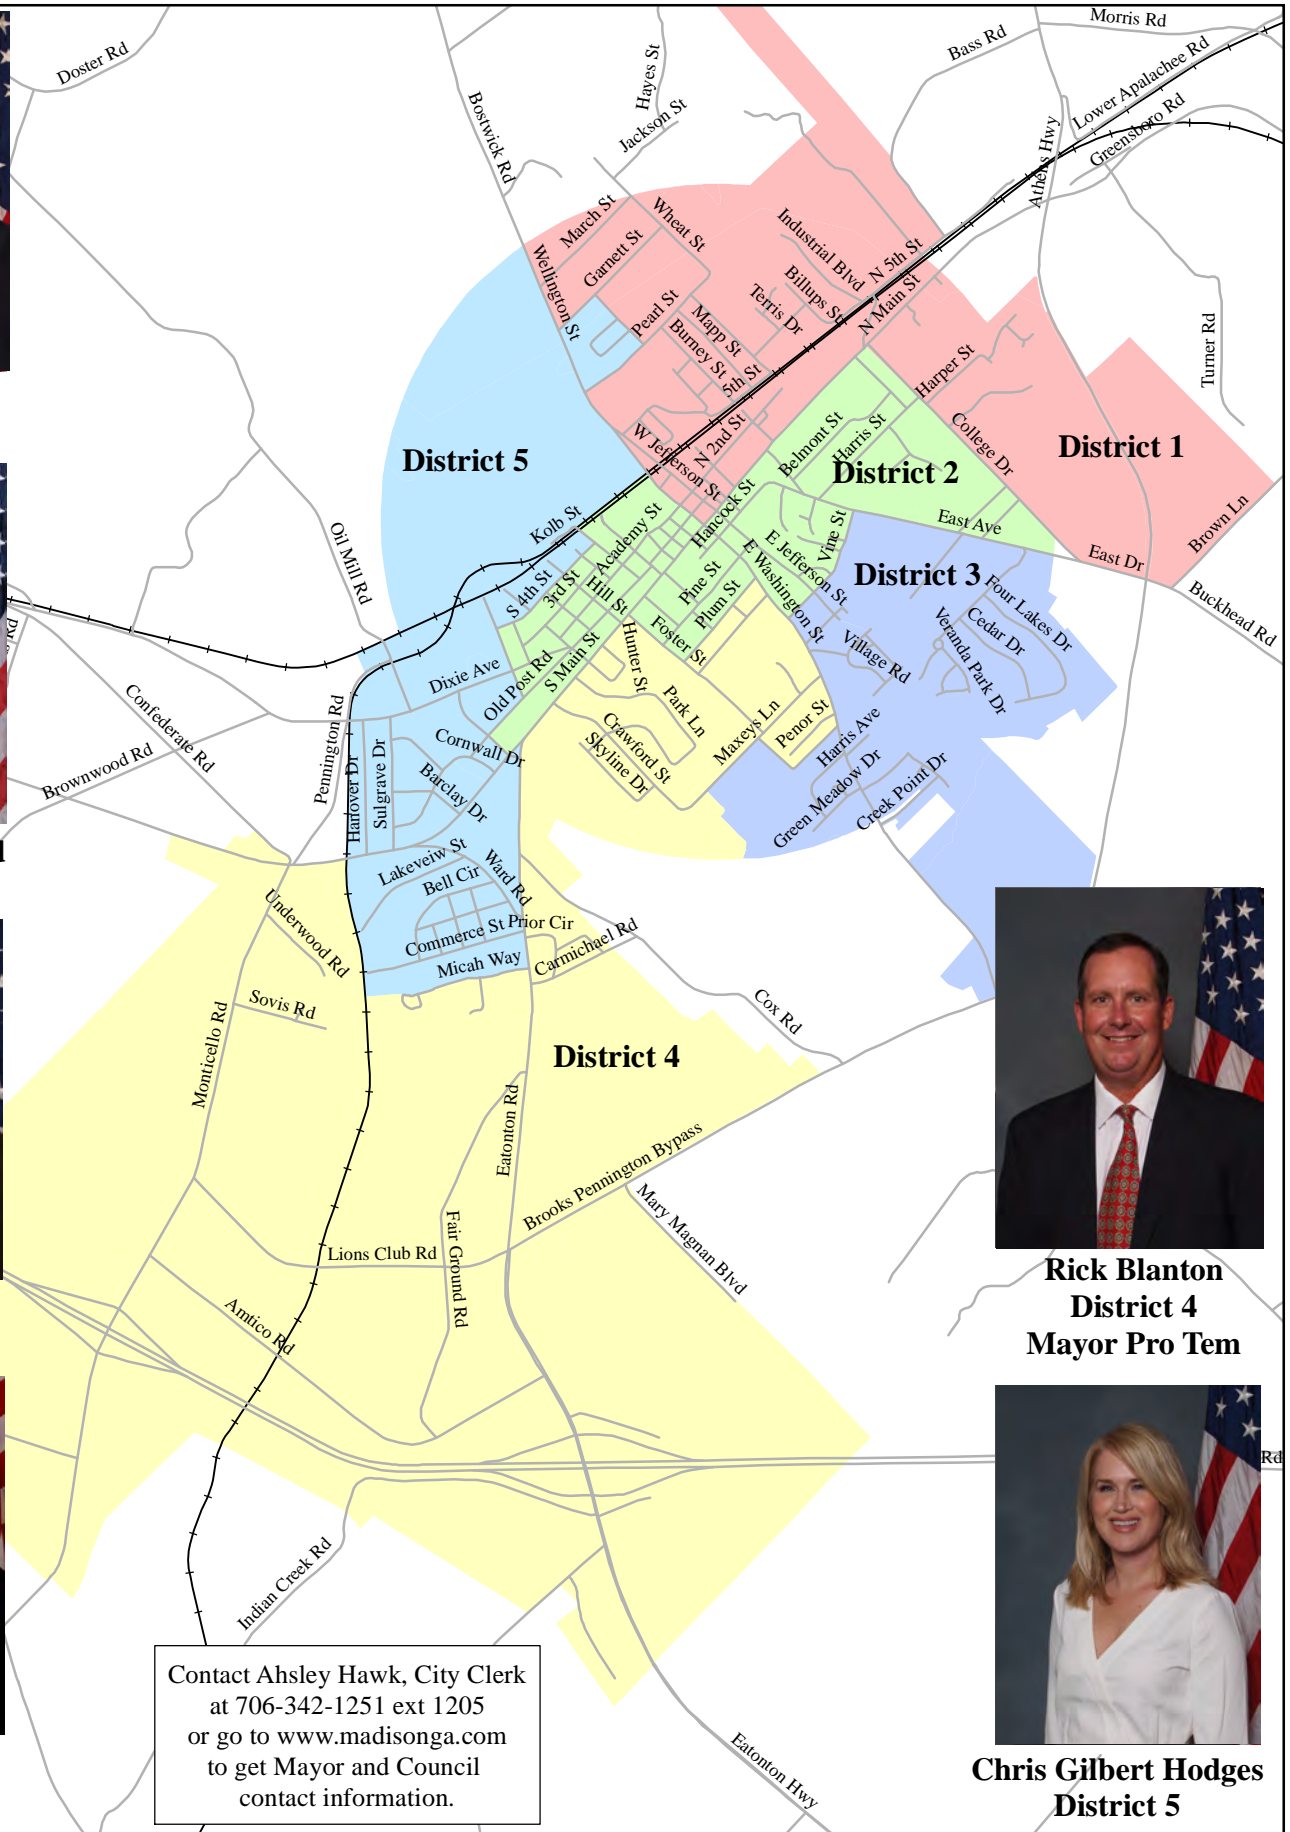 Morris Rd
Doster Rd
Bass Rd
Hayes St
Lower Apalachee Rd
Jackson St
Bostwick Rd
Greensboro Rd
Athens Hwy
March St
Wheat St
Garnett St
Industrial Blvd
N 5th St
Wellington St
Billups St
N Main St
Terris Dr
Pearl St
Mapp St
Burney St
5th St
Turner Rd
Harper St
College Dr
Belmont St
Harris St
W Jefferson St
N 2nd St
District 1
District 5
District 2
Hancock St
Academy St
Kolb St
East Ave
Brown Ln
Vine St
E Jefferson St
East Dr
Oil Mill Rd
E Washington St
District 3
Pine St
Plum St
Hill St
3rd St
S 4th St
Four Lakes Dr
Cedar Dr
Veranda Park Dr
Buckhead Rd
Rd
Foster St
Hunter St
S Main St
Village Rd
Old Post Rd
Dixie Ave
Park Ln
Crawford St
Skyline Dr
Maxeys Ln
Penor St
Harris Ave
Green Meadow Dr
Creek Point Dr
Confederate Rd
Pennington Rd
Brownwood Rd
Cornwall Dr
Barclay Dr
Hanover Dr
Sulgrave Dr
Lakeveiw St
Bell Cir
Ward Rd
Underwood Rd
Commerce St
Prior Cir
Carmichael Rd
Micah Way
Cox Rd
Sovis Rd
Monticello Rd
District 4
Eatonton Rd
Brooks Pennington Bypass
Mary Magnan Blvd
Lions Club Rd
Fair Ground Rd
Amtico Rd
Rick Blanton
District 4
Mayor Pro Tem
Rd
Indian Creek Rd
Contact Ahsley Hawk, City Clerk
at 706-342-1251 ext 1205
or go to www.madisonga.com
to get Mayor and Council
contact information.
Eatonton Hwy
Chris Gilbert Hodges
District 5